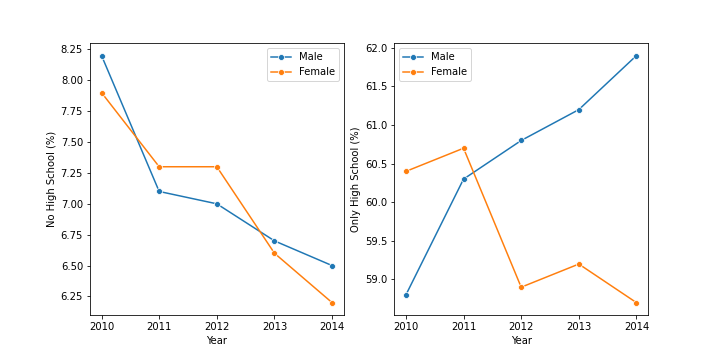 8.25
8.00
7.75
7.50
7.25
7.00
6.75
6.50
6.25
No High School (%)
2010 2011 2012 2013 2014
Year
Male
Female
62.0
61.5
61.0
60.5
60.0
59.5
59.0
Only High School (%)
2010 2011 2012 2013 2014
Year
Male
Female